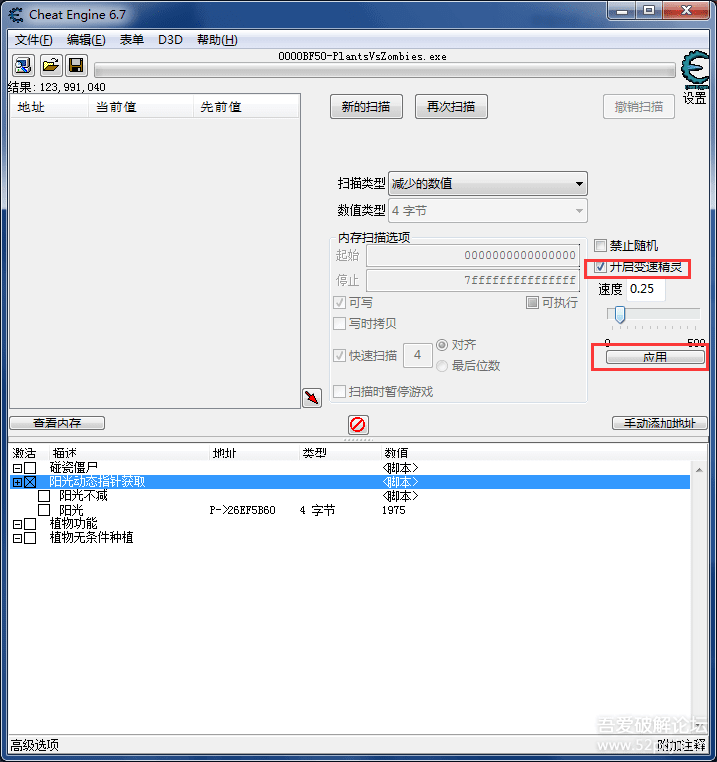 Cheat Engine 6.7
文件(F) 编辑(E) 表单 D3D 帮助(H)
0000BF50-PlantsVsZombies.exe
结果: 123,991,040
设置
地址 当前值 先前值
新的扫描 再次扫描 撤销扫描
扫描类型 减少的数值
数值类型 4 字节
内存扫描选项
起始 0000000000000000
停止 7fffffffffffffff
可写 可执行
写时拷贝
快速扫描 4 对齐
最后位数
扫描时暂停游戏
禁止随机
开启变速精灵
速度 0.25
0 500
应用
查看内存 手动添加地址
激活 描述 地址 类型 数值
碰瓷僵尸 <脚本>
阳光动态指针获取 <脚本>
阳光不减 <脚本>
阳光 P->26EF5B60 4 字节 1975
植物功能
植物无条件种植
高级选项 附加注释
吾爱破解论坛